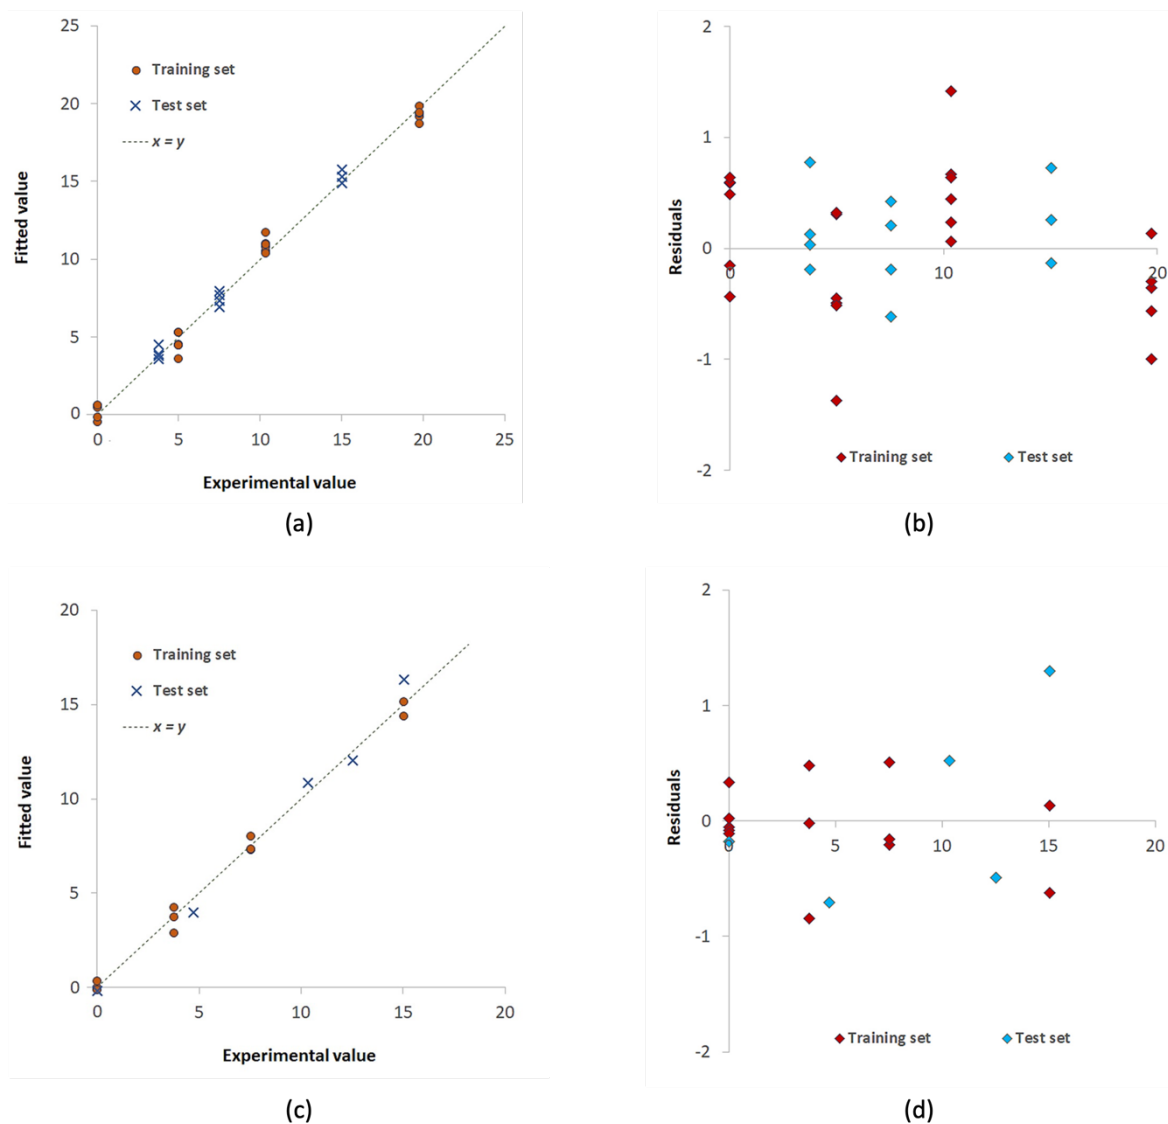 25
20
15
10
5
0
Fitted value
Training set
Test set
x = y
0 5 10 15 20 25
Experimental value
(a)
2
1
0
-1
-2
Residuals
0 10 20
Training set Test set
(b)
20
15
10
5
0
Fitted value
Training set
Test set
x = y
0 5 10 15 20
Experimental value
(c)
2
1
0
-1
-2
Residuals
0 5 10 15 20
Training set Test set
(d)